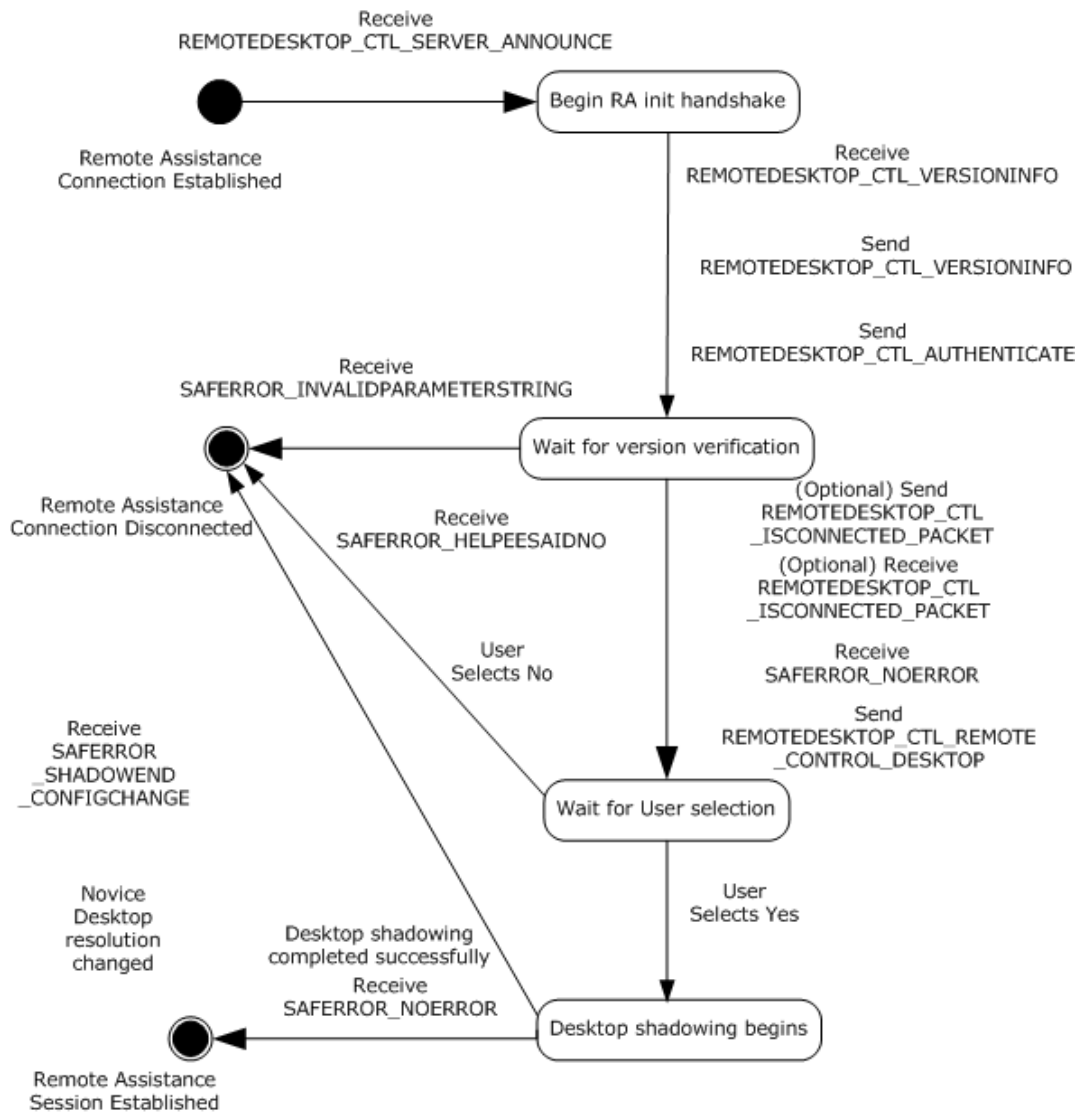 Receive
REMOTEDESKTOP_CTL_SERVER_ANNOUNCE
Begin RA init handshake
Remote Assistance
Connection Established
Receive
REMOTEDESKTOP_CTL_VERSIONINFO
Send
REMOTEDESKTOP_CTL_VERSIONINFO
Send
REMOTEDESKTOP_CTL_AUTHENTICATE
Receive
SAFERROR_INVALIDPARAMETERSTRING
Wait for version verification
Remote Assistance
Connection Disconnected
Receive
SAFERROR_HELPEESAIDNO
(Optional) Send
REMOTEDESKTOP_CTL
_ISCONNECTED_PACKET
(Optional) Receive
REMOTEDESKTOP_CTL
_ISCONNECTED_PACKET
User
Selects No
Receive
SAFERROR_NOERROR
Send
REMOTEDESKTOP_CTL_REMOTE
_CONTROL_DESKTOP
Receive
SAFERROR
_SHADOWEND
_CONFIGCHANGE
Wait for User selection
User
Selects Yes
Novice
Desktop
resolution
changed
Desktop shadowing
completed successfully
Receive
SAFERROR_NOERROR
Desktop shadowing begins
Remote Assistance
Session Established